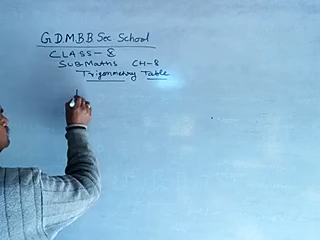 G.D.M.B.B. Sec School
CLASS - 8
SUB Maths CH-8
Trigonometry Table